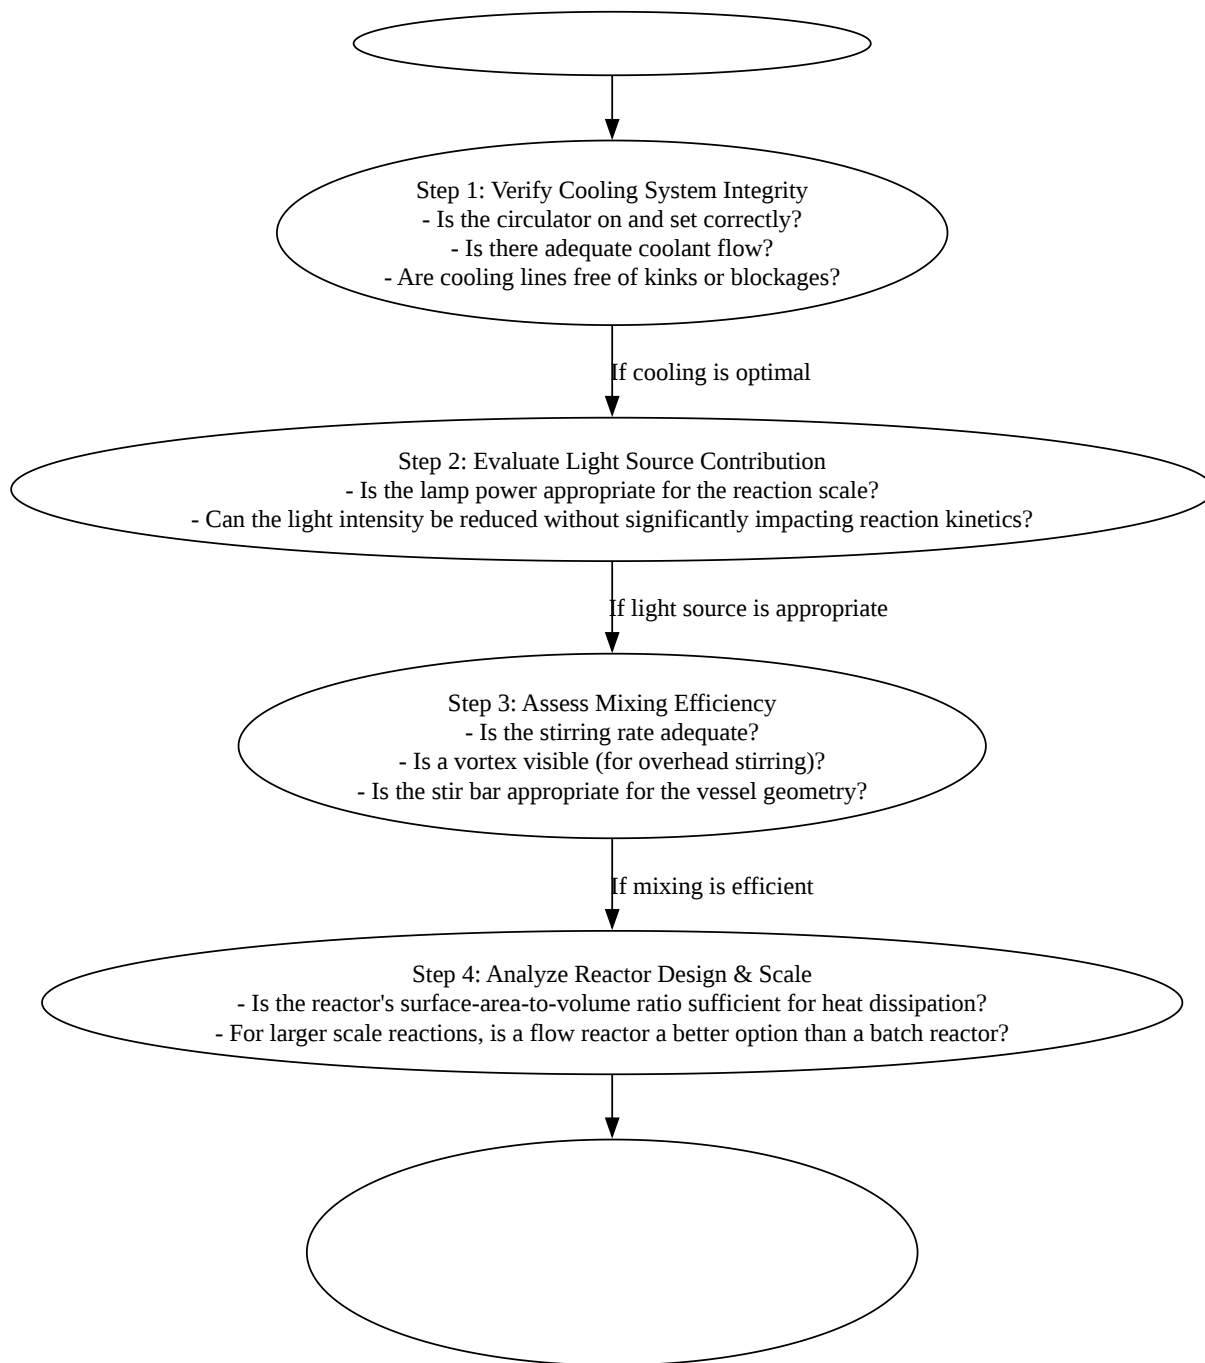 Step 1: Verify Cooling System Integrity
- Is the circulator on and set correctly?
- Is there adequate coolant flow?
- Are cooling lines free of kinks or blockages?
If cooling is optimal
Step 2: Evaluate Light Source Contribution
- Is the lamp power appropriate for the reaction scale?
- Can the light intensity be reduced without significantly impacting reaction kinetics?
If light source is appropriate
Step 3: Assess Mixing Efficiency
- Is the stirring rate adequate?
- Is a vortex visible (for overhead stirring)?
- Is the stir bar appropriate for the vessel geometry?
If mixing is efficient
Step 4: Analyze Reactor Design & Scale
- Is the reactor's surface-area-to-volume ratio sufficient for heat dissipation?
- For larger scale reactions, is a flow reactor a better option than a batch reactor?